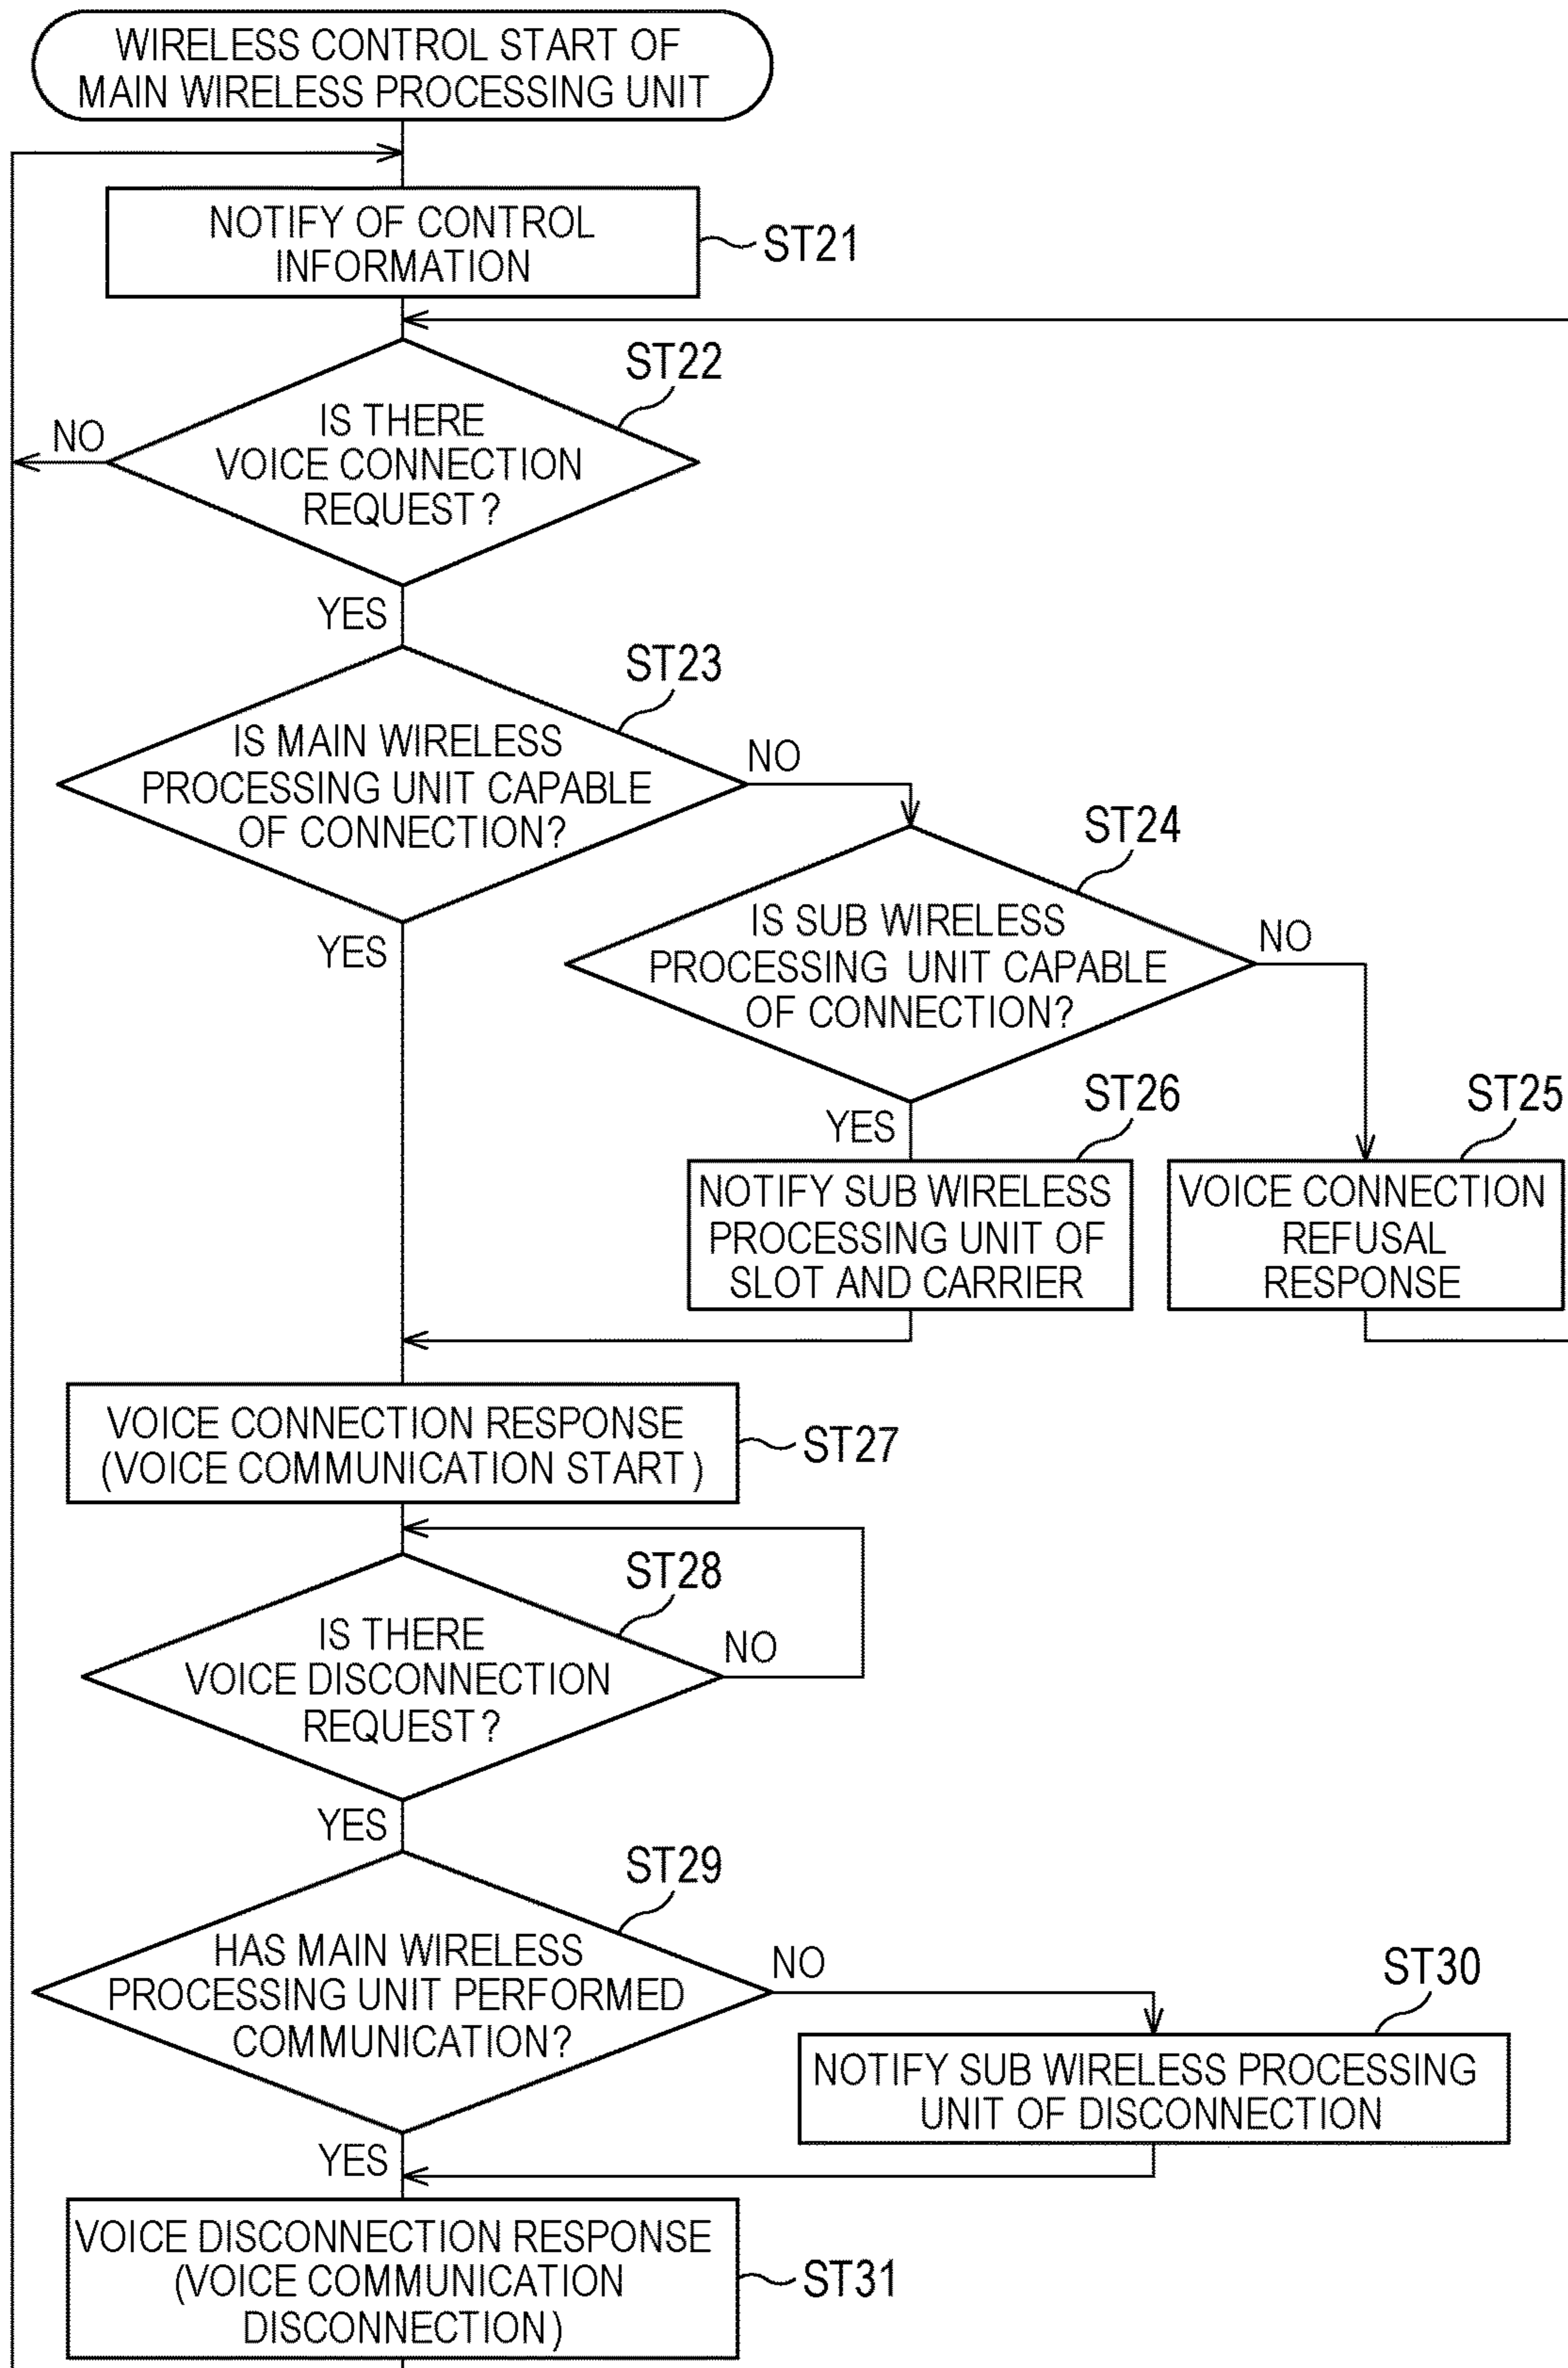 WIRELESS CONTROL START OF
MAIN WIRELESS PROCESSING UNIT
NOTIFY OF CONTROL
INFORMATION
ST21
ST22
IS THERE
VOICE CONNECTION
REQUEST?
NO
YES
ST23
IS MAIN WIRELESS
PROCESSING UNIT CAPABLE
OF CONNECTION?
NO
YES
ST24
IS SUB WIRELESS
PROCESSING UNIT CAPABLE
OF CONNECTION?
NO
YES
ST26
NOTIFY SUB WIRELESS
PROCESSING UNIT OF
SLOT AND CARRIER
ST25
VOICE CONNECTION
REFUSAL
RESPONSE
VOICE CONNECTION RESPONSE
(VOICE COMMUNICATION START)
ST27
ST28
IS THERE
VOICE DISCONNECTION
REQUEST?
NO
YES
ST29
HAS MAIN WIRELESS
PROCESSING UNIT PERFORMED
COMMUNICATION?
NO
YES
ST30
NOTIFY SUB WIRELESS PROCESSING
UNIT OF DISCONNECTION
VOICE DISCONNECTION RESPONSE
(VOICE COMMUNICATION
DISCONNECTION)
ST31